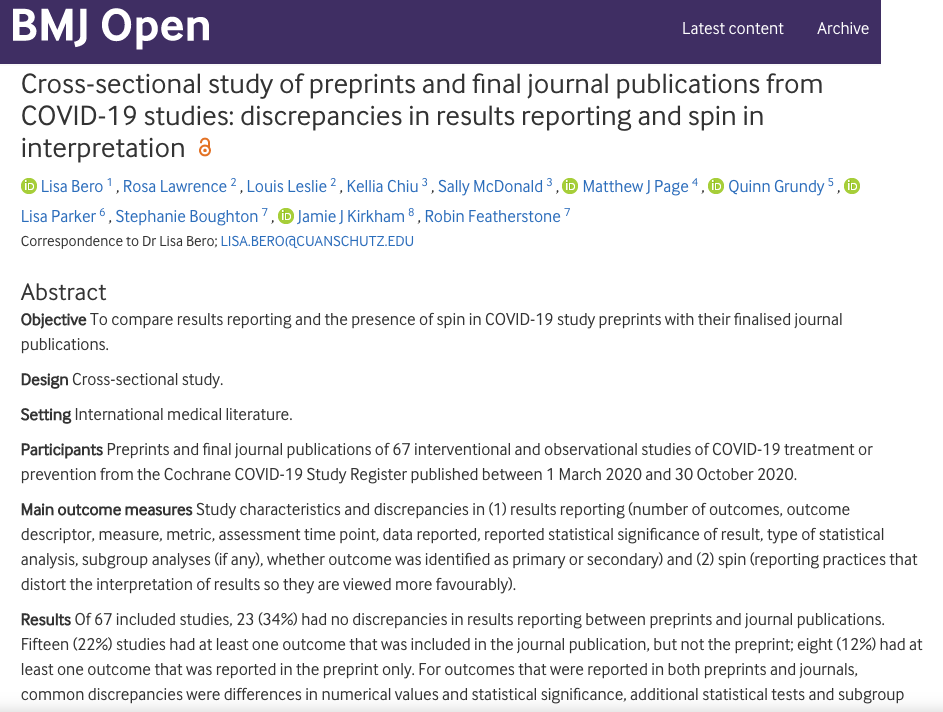 BMJ Open
Latest content Archive
Cross-sectional study of preprints and final journal publications from
COVID-19 studies: discrepancies in results reporting and spin in
interpretation
iD Lisa Bero 1 , Rosa Lawrence 2 , Louis Leslie 2 , Kellia Chiu 3 , Sally McDonald 3 , iD Matthew J Page 4 , iD Quinn Grundy 5 , iD
Lisa Parker 6 , Stephanie Boughton 7 , iD Jamie J Kirkham 8 , Robin Featherstone 7
Correspondence to Dr Lisa Bero; LISA.BERO@CUANSCHUTZ.EDU
Abstract
Objective To compare results reporting and the presence of spin in COVID-19 study preprints with their finalised journal
publications.
Design Cross-sectional study.
Setting International medical literature.
Participants Preprints and final journal publications of 67 interventional and observational studies of COVID-19 treatment or
prevention from the Cochrane COVID-19 Study Register published between 1 March 2020 and 30 October 2020.
Main outcome measures Study characteristics and discrepancies in (1) results reporting (number of outcomes, outcome
descriptor, measure, metric, assessment time point, data reported, reported statistical significance of result, type of statistical
analysis, subgroup analyses (if any), whether outcome was identified as primary or secondary) and (2) spin (reporting practices that
distort the interpretation of results so they are viewed more favourably).
Results Of 67 included studies, 23 (34%) had no discrepancies in results reporting between preprints and journal publications.
Fifteen (22%) studies had at least one outcome that was included in the journal publication, but not the preprint; eight (12%) had at
least one outcome that was reported in the preprint only. For outcomes that were reported in both preprints and journals,
common discrepancies were differences in numerical values and statistical significance, additional statistical tests and subgroup